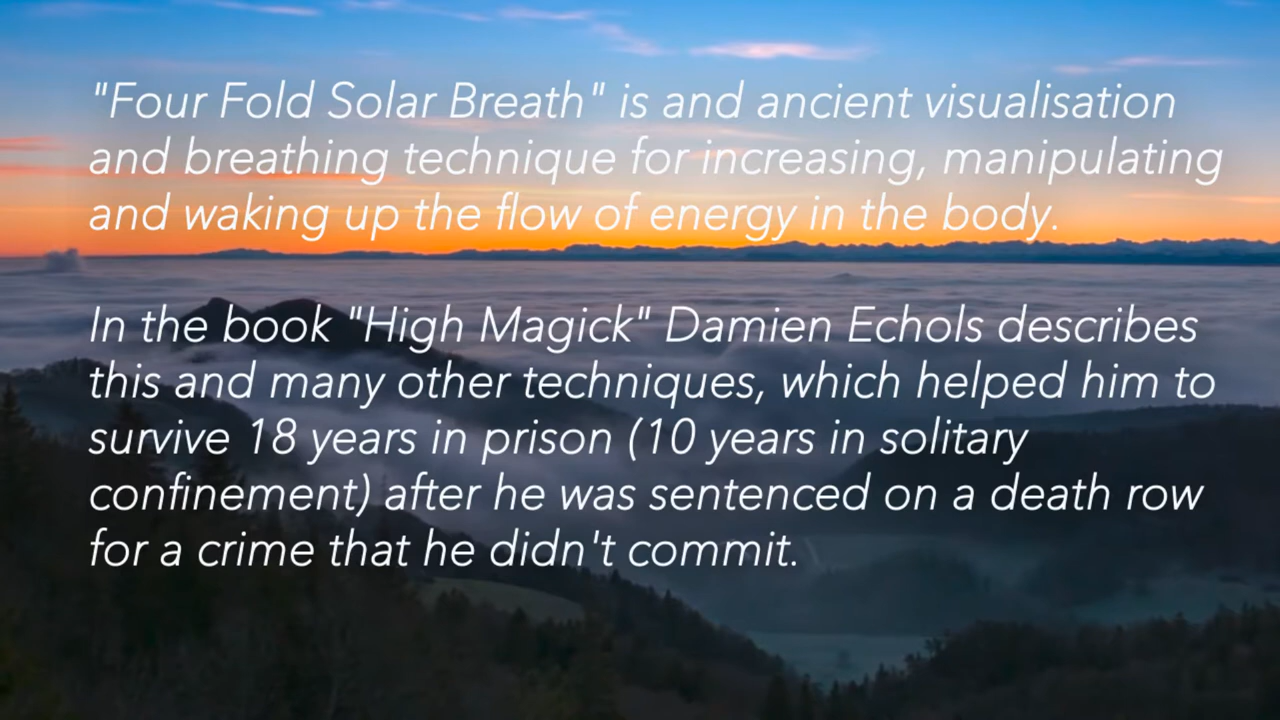 "Four Fold Solar Breath" is and ancient visualisation
and breathing technique for increasing, manipulating
and waking up the flow of energy in the body.
In the book "High Magick" Damien Echols describes
this and many other techniques, which helped him to
survive 18 years in prison (10 years in solitary
confinement) after he was sentenced on a death row
for a crime that he didn't commit.